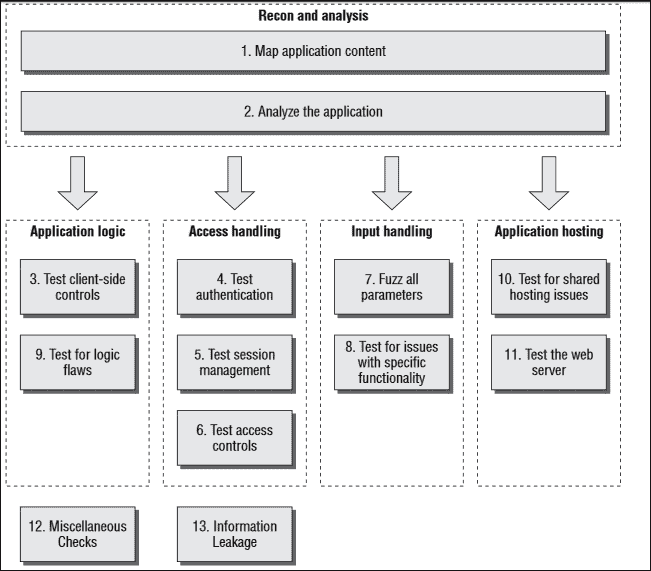 Recon and analysis
1. Map application content
2. Analyze the application
Application logic
3. Test client-side
controls
9. Test for logic
flaws
Access handling
4. Test
authentication
5. Test session
management
6. Test access
controls
Input handling
7. Fuzz all
parameters
8. Test for issues
with specific
functionality
Application hosting
10. Test for shared
hosting issues
11. Test the web
server
12. Miscellaneous
Checks
13. Information
Leakage